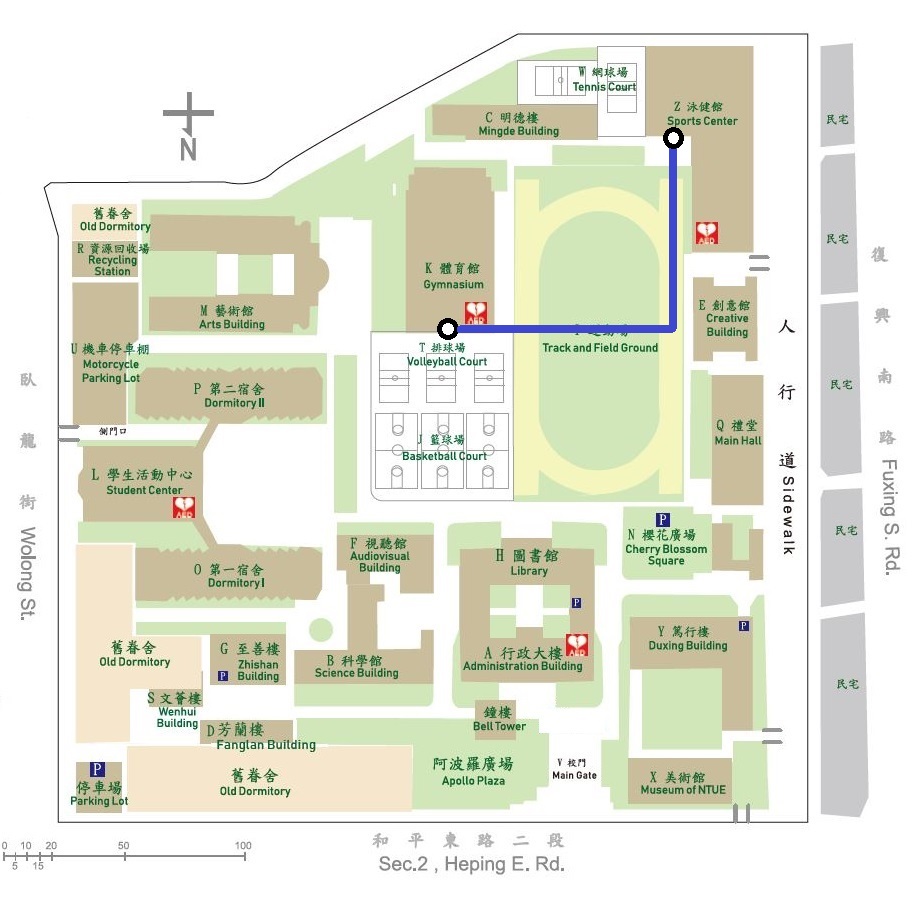 W 網球場
Tennis Court
Z 泳健館
Sports Center
C 明德樓
Mingde Building
民宅
N
舊眷舍
Old Dormitory
R 資源回收場
Recycling
Station
K 體育館
Gymnasium
AED
AED
民宅
復興南路 Fuxing S. Rd.
M 藝術館
Arts Building
E 創意館
Creative
Building
人行道 Sidewalk
U 機車停車棚
Motorcycle
Parking Lot
T 排球場
Volleyball Court
Track and Field Ground
P 第二宿舍
Dormitory II
民宅
臥龍街 Wolong St.
側門口
J 籃球場
Basketball Court
Q 禮堂
Main Hall
L 學生活動中心
Student Center
AED
P
N 櫻花廣場
Cherry Blossom
Square
民宅
F 視聽館
Audiovisual
Building
H 圖書館
Library
O 第一宿舍
Dormitory I
P
P
舊眷舍
Old Dormitory
G 至善樓
Zhishan
Building
P
B 科學館
Science Building
A 行政大樓
Administration Building
AED
Y 篤行樓
Duxing Building
民宅
S 文薈樓
Wenhui
Building
D 芳蘭樓
Fanglan Building
鐘樓
Bell Tower
P
停車場
Parking Lot
舊眷舍
Old Dormitory
阿波羅廣場
Apollo Plaza
V 校門
Main Gate
X 美術館
Museum of NTUE
和平東路二段
Sec.2 , Heping E. Rd.
0 10 20 50 100
5 15